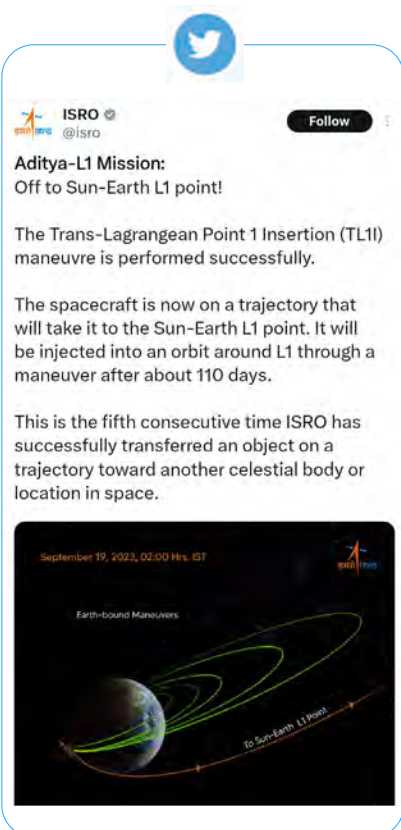 ISRO
@isro
Follow
Aditya-L1 Mission:
Off to Sun-Earth L1 point!
The Trans-Lagrangean Point 1 Insertion (TL1I)
maneuvre is performed successfully.
The spacecraft is now on a trajectory that
will take it to the Sun-Earth L1 point. It will
be injected into an orbit around L1 through a
maneuver after about 110 days.
This is the fifth consecutive time ISRO has
successfully transferred an object on a
trajectory toward another celestial body or
location in space.
September 19, 2023, 02:00 Hrs. IST
Earth-bound Maneuvers
To Sun-Earth L1 Point